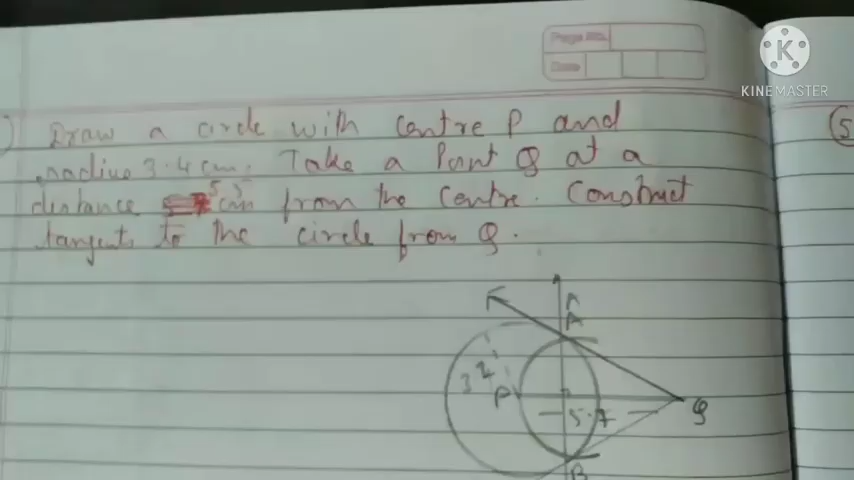 Page No.
Date
K
KINEMASTER
) Draw a circle with centre P and
radius 3.4 cm. Take a Point Q at a
distance 5.5 cm from the centre. Construct
tangents to the circle from Q.
(5
A
P
5.7
Q
B